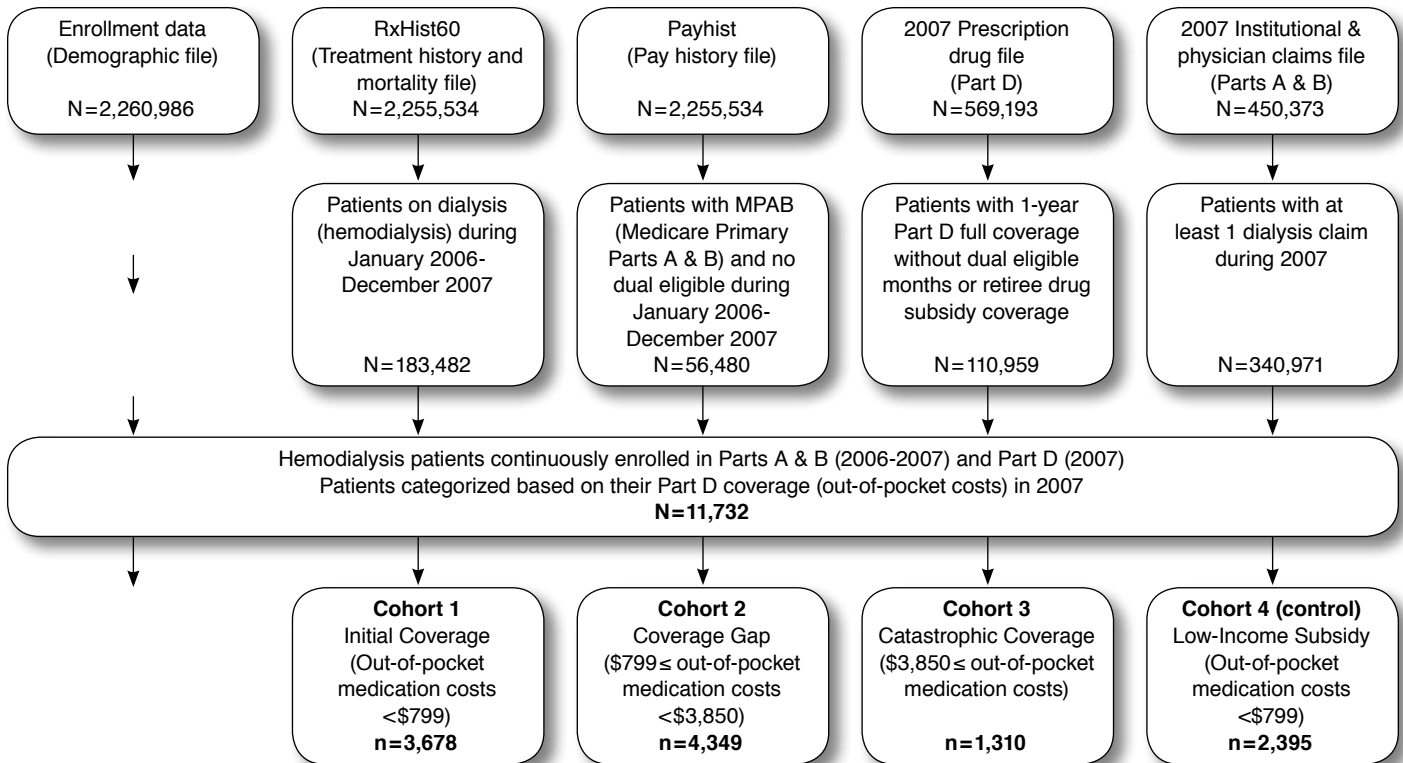 Enrollment data
(Demographic file)
N=2,260,986
RxHist60
(Treatment history and
mortality file)
N=2,255,534
Payhist
(Pay history file)
N=2,255,534
2007 Prescription
drug file
(Part D)
N=569,193
2007 Institutional &
physician claims file
(Parts A & B)
N=450,373
Patients on dialysis
(hemodialysis) during
January 2006-
December 2007
N=183,482
Patients with MPAB
(Medicare Primary
Parts A & B) and no
dual eligible during
January 2006-
December 2007
N=56,480
Patients with 1-year
Part D full coverage
without dual eligible
months or retiree drug
subsidy coverage
N=110,959
Patients with at
least 1 dialysis claim
during 2007
N=340,971
Hemodialysis patients continuously enrolled in Parts A & B (2006-2007) and Part D (2007)
Patients categorized based on their Part D coverage (out-of-pocket costs) in 2007
N=11,732
Cohort 1
Initial Coverage
(Out-of-pocket
medication costs
<$799)
n=3,678
Cohort 2
Coverage Gap
($799≤ out-of-pocket
medication costs
<$3,850)
n=4,349
Cohort 3
Catastrophic Coverage
($3,850≤ out-of-pocket
medication costs)
n=1,310
Cohort 4 (control)
Low-Income Subsidy
(Out-of-pocket
medication costs
<$799)
n=2,395